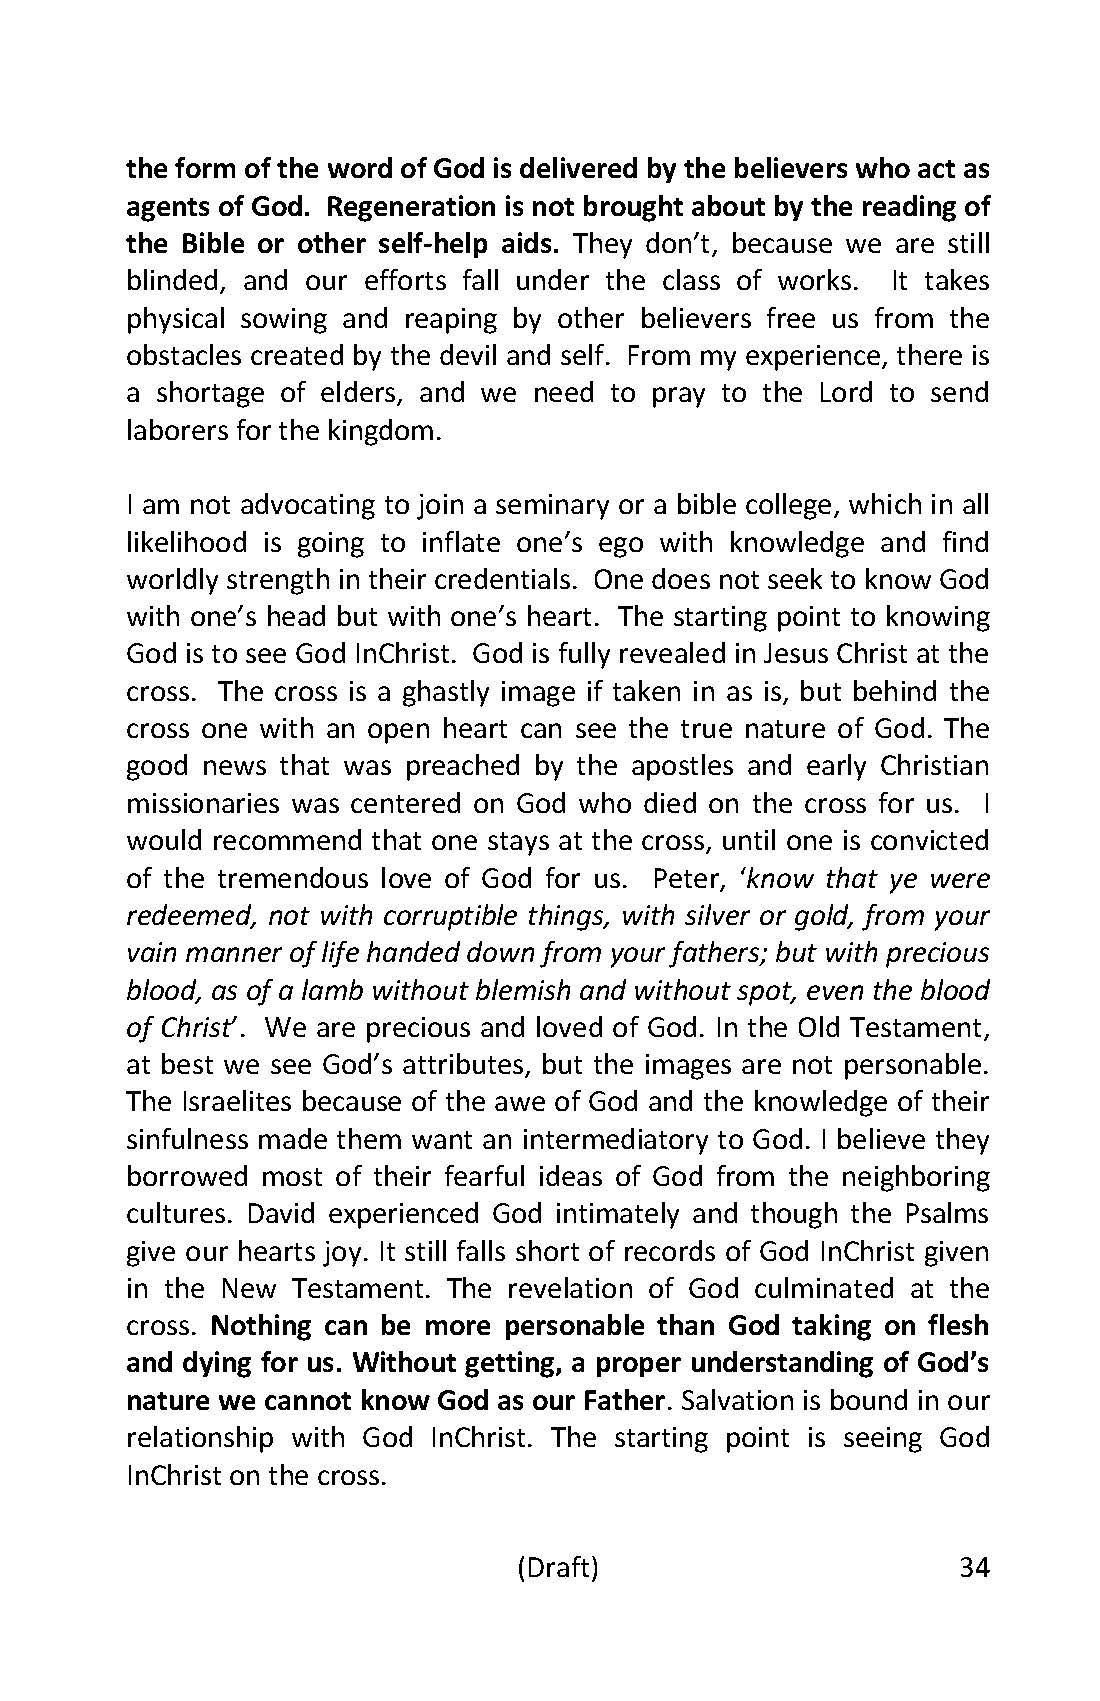 the form of the word of God is delivered by the believers who act as
agents of God.  Regeneration is not brought about by the reading of
the Bible or other self-help aids. They don’t, because we are still
blinded, and our efforts fall under the class of works.  It takes
physical sowing and reaping by other believers free us from the
obstacles created by the devil and self.  From my experience, there is
a shortage of elders, and we need to pray to the Lord to send
laborers for the kingdom.

I am not advocating to join a seminary or a bible college, which in all
likelihood is going to inflate one’s ego with knowledge and find
worldly strength in their credentials.  One does not seek to know God
with one’s head but with one’s heart.  The starting point to knowing
God is to see God InChrist.  God is fully revealed in Jesus Christ at the
cross.  The cross is a ghastly image if taken in as is, but behind the
cross one with an open heart can see the true nature of God. The
good news that was preached by the apostles and early Christian
missionaries was centered on God who died on the cross for us.  I
would recommend that one stays at the cross, until one is convicted
of the tremendous love of God for us.  Peter, ‘know that ye were
redeemed, not with corruptible things, with silver or gold, from your
vain manner of life handed down from your fathers; but with precious
blood, as of a lamb without blemish and without spot, even the blood
of Christ’.  We are precious and loved of God. In the Old Testament,
at best we see God’s attributes, but the images are not personable.
The Israelites because of the awe of God and the knowledge of their
sinfulness made them want an intermediatory to God. I believe they
borrowed most of their fearful ideas of God from the neighboring
cultures. David experienced God intimately and though the Psalms
give our hearts joy. It still falls short of records of God InChrist given
in the New Testament. The revelation of God culminated at the
cross. Nothing can be more personable than God taking on flesh
and dying for us. Without getting, a proper understanding of God’s
nature we cannot know God as our Father. Salvation is bound in our
relationship with God InChrist. The starting point is seeing God
InChrist on the cross.

(Draft) 34